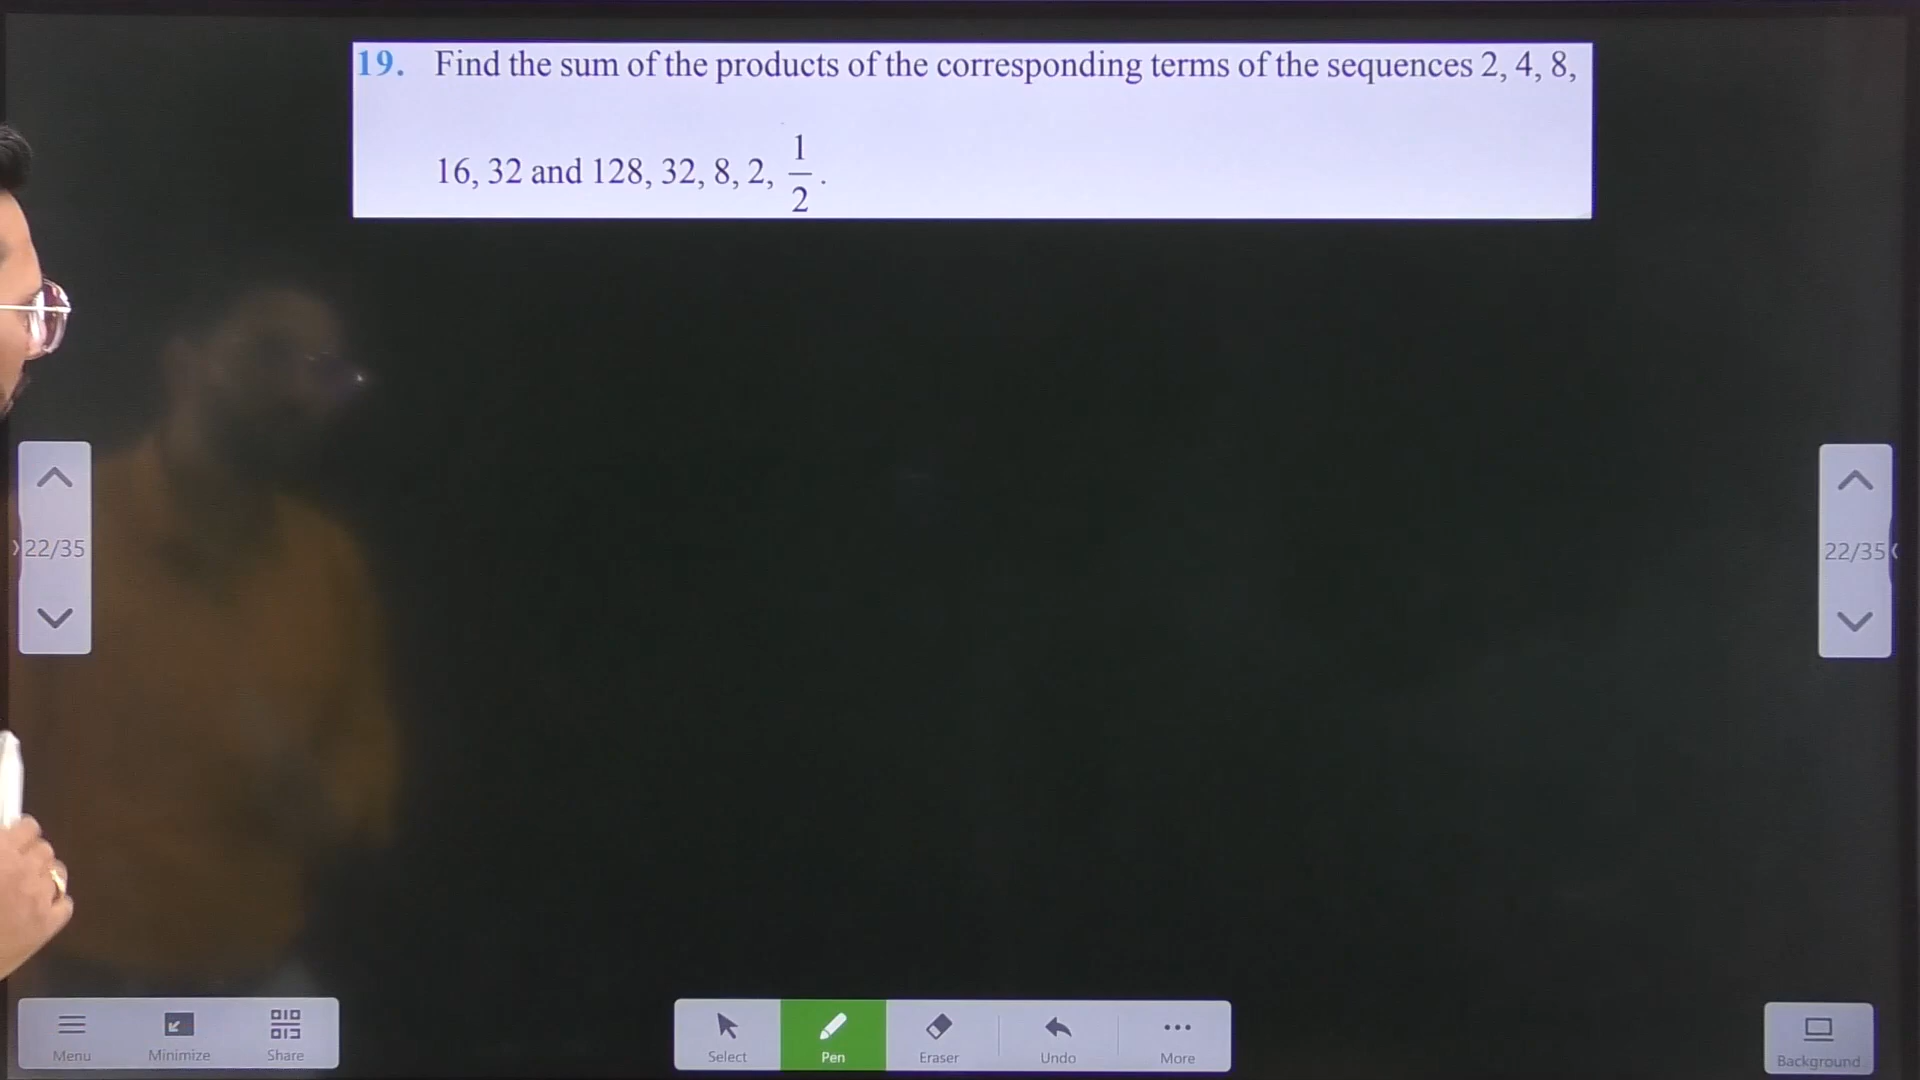 19. Find the sum of the products of the corresponding terms of the sequences 2, 4, 8,
16, 32 and 128, 32, 8, 2, 1/2.
22/35
22/35
Menu Minimize Share
Select Pen Eraser Undo More
Background